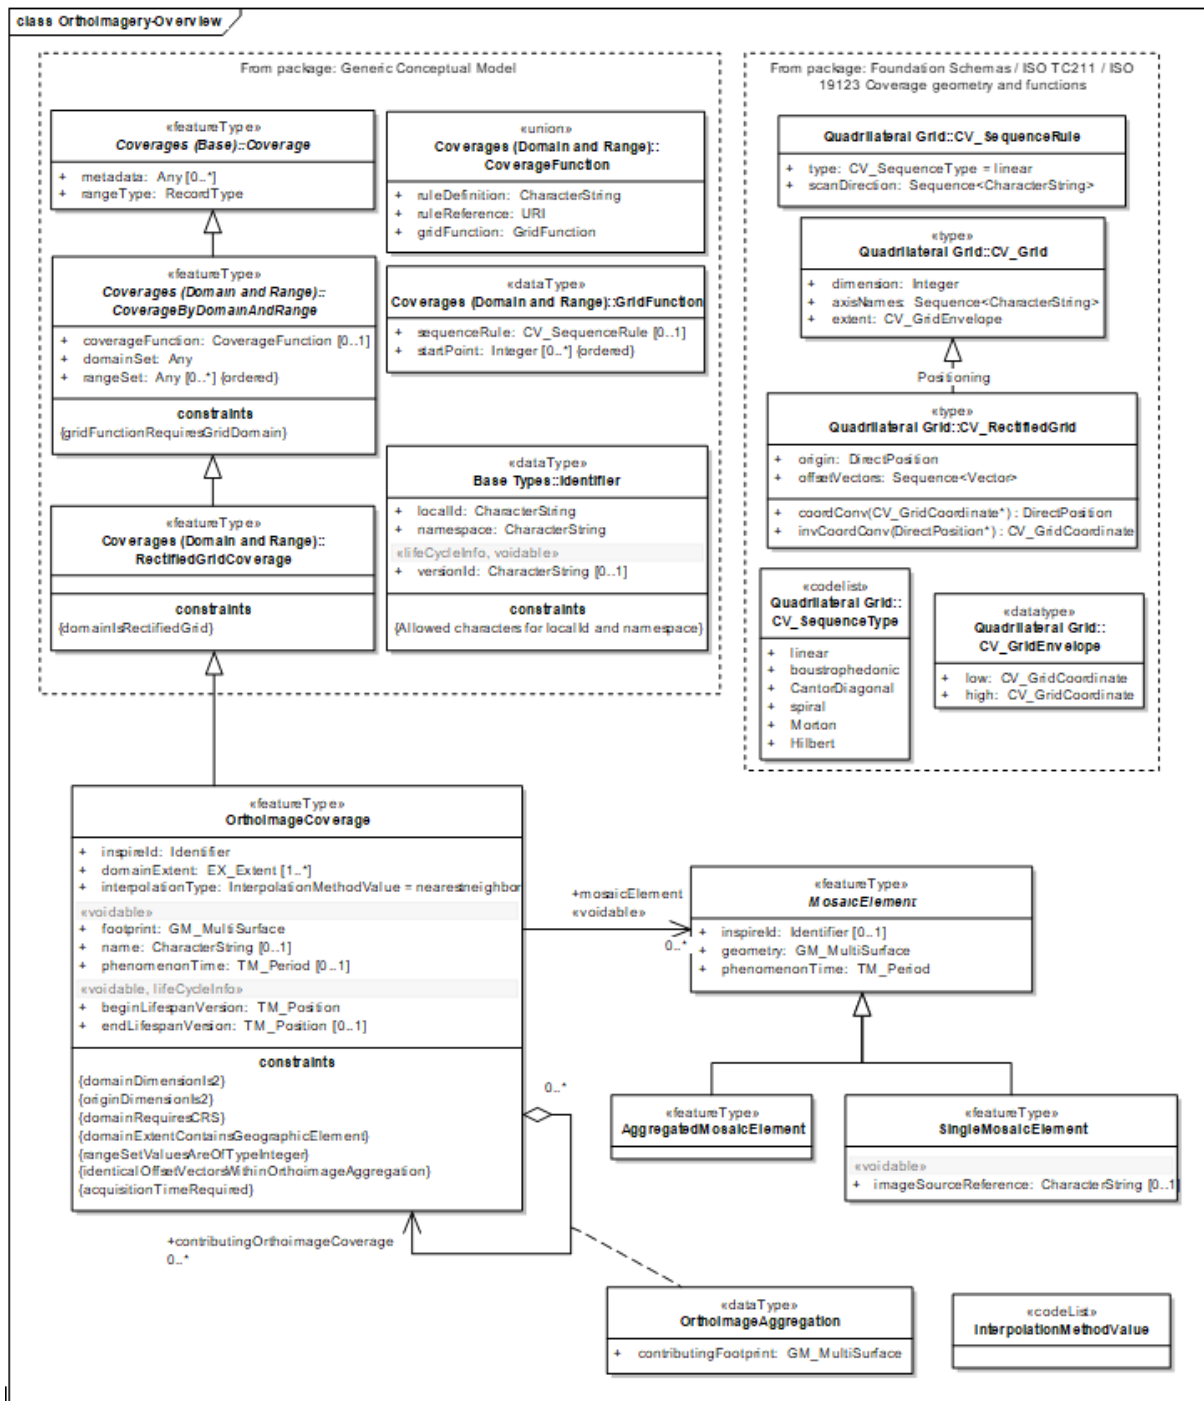 class OrthoImagery-Overview
From package: Generic Conceptual Model
«featureType»
Coverages (Base)::Coverage
+ metadata: Any [0..*]
+ rangeType: RecordType
«union»
Coverages (Domain and Range)::
CoverageFunction
+ ruleDefinition: CharacterString
+ ruleReference: URI
+ gridFunction: GridFunction
«featureType»
Coverages (Domain and Range)::
CoverageByDomainAndRange
+ coverageFunction: CoverageFunction [0..1]
+ domainSet: Any
+ rangeSet: Any [0..*] {ordered}
constraints
{gridFunctionRequiresGridDomain}
«dataType»
Coverages (Domain and Range)::GridFunction
+ sequenceRule: CV_SequenceRule [0..1]
+ startPoint: Integer [0..*] {ordered}
«featureType»
Coverages (Domain and Range)::
RectifiedGridCoverage
constraints
{domainIsRectifiedGrid}
«dataType»
Base Types::Identifier
+ localId: CharacterString
+ namespace: CharacterString
«lifeCycleInfo, voidable»
+ versionId: CharacterString [0..1]
constraints
{Allowed characters for localId and namespace}
From package: Foundation Schemas / ISO TC211 / ISO
19123 Coverage geometry and functions
Quadrilateral Grid::CV_SequenceRule
+ type: CV_SequenceType = linear
+ scanDirection: Sequence<CharacterString>
«type»
Quadrilateral Grid::CV_Grid
+ dimension: Integer
+ axisNames: Sequence<CharacterString>
+ extent: CV_GridEnvelope
Positioning
«type»
Quadrilateral Grid::CV_RectifiedGrid
+ origin: DirectPosition
+ offsetVectors: Sequence<Vector>
+ coordConv(CV_GridCoordinate*) : DirectPosition
+ invCoordConv(DirectPosition*) : CV_GridCoordinate
«codelist»
Quadrilateral Grid::
CV_SequenceType
+ linear
+ boustrophedonic
+ CantorDiagonal
+ spiral
+ Morton
+ Hilbert
«datatype»
Quadrilateral Grid::
CV_GridEnvelope
+ low: CV_GridCoordinate
+ high: CV_GridCoordinate
«featureType»
OrthoimageCoverage
+ inspireId: Identifier
+ domainExtent: EX_Extent [1..*]
+ interpolationType: InterpolationMethodValue = nearestneighbor
«voidable»
+ footprint: GM_MultiSurface
+ name: CharacterString [0..1]
+ phenomenonTime: TM_Period [0..1]
«voidable, lifeCycleInfo»
+ beginLifespanVersion: TM_Position
+ endLifespanVersion: TM_Position [0..1]
constraints
{domainDimensionIs2}
{originDimensionIs2}
{domainRequiresCRS}
{domainExtentContainsGeographicElement}
{rangeSetValuesAreOfTypeInteger}
{identicalOffsetVectorsWithinOrthoimageAggregation}
{acquisitionTimeRequired}
+mosaicElement
«voidable»
0..*
«featureType»
MosaicElement
+ inspireId: Identifier [0..1]
+ geometry: GM_MultiSurface
+ phenomenonTime: TM_Period
0..*
«featureType»
AggregatedMosaicElement
«featureType»
SingleMosaicElement
«voidable»
+ imageSourceReference: CharacterString [0..1]
+contributingOrthoimageCoverage
0..*
«dataType»
OrthoimageAggregation
+ contributingFootprint: GM_MultiSurface
«codeList»
InterpolationMethodValue